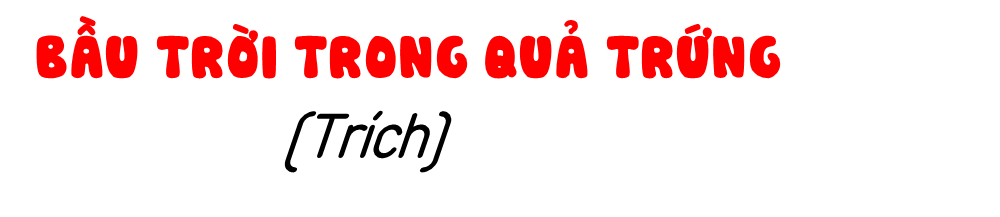 BẦU TRỜI TRONG QUẢ TRỨNG
(Trích)